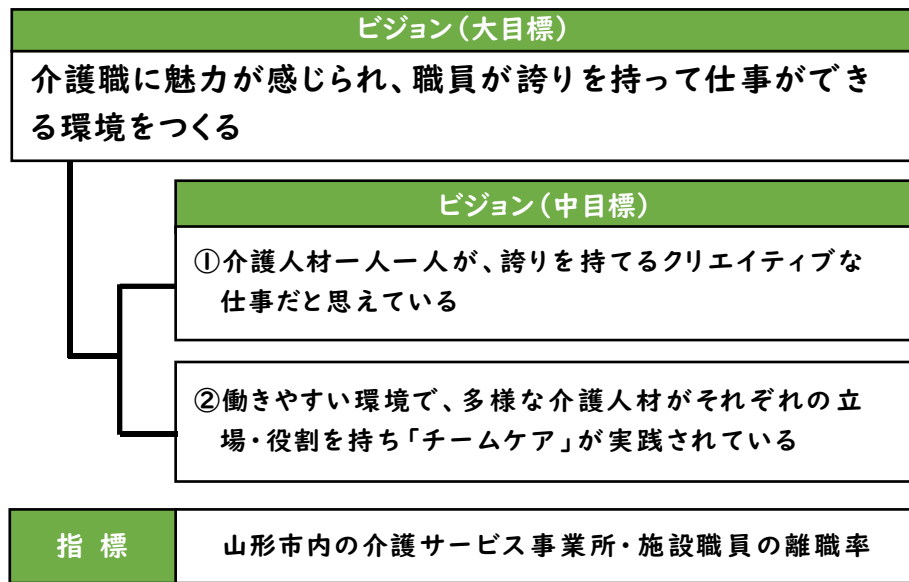 ビジョン(大目標)
介護職に魅力が感じられ、職員が誇りを持って仕事ができ
る環境をつくる
ビジョン(中目標)
①介護人材一人一人が、誇りを持てるクリエイティブな
仕事だと思えている
②働きやすい環境で、多様な介護人材がそれぞれの立
場・役割を持ち「チームケア」が実践されている
指標
山形市内の介護サービス事業所・施設職員の離職率